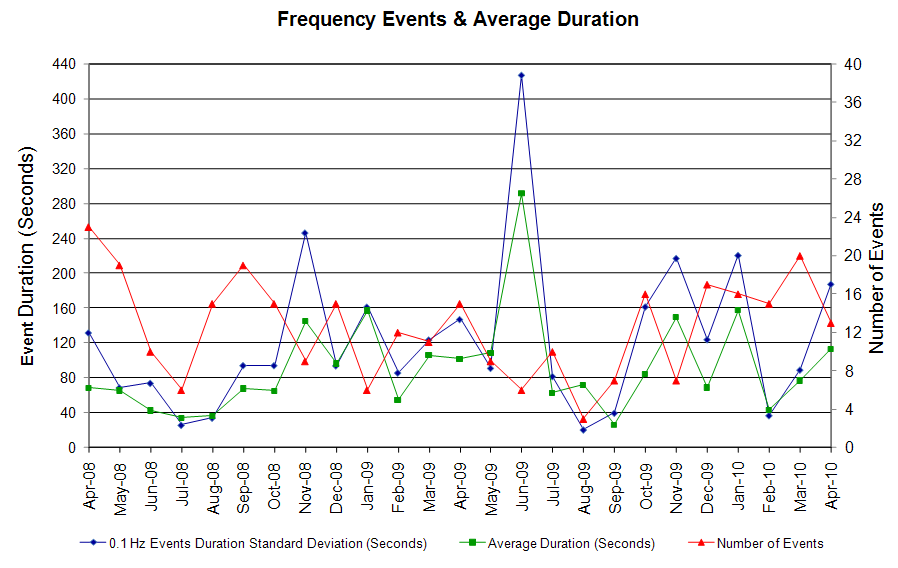 Frequency Events & Average Duration
440
400
360
320
280
240
200
160
120
80
40
0
Event Duration (Seconds)
40
36
32
28
24
20
16
12
8
4
0
Number of Events
Apr-08
May-08
Jun-08
Jul-08
Aug-08
Sep-08
Oct-08
Nov-08
Dec-08
Jan-09
Feb-09
Mar-09
Apr-09
May-09
Jun-09
Jul-09
Aug-09
Sep-09
Oct-09
Nov-09
Dec-09
Jan-10
Feb-10
Mar-10
Apr-10
0.1 Hz Events Duration Standard Deviation (Seconds)
Average Duration (Seconds)
Number of Events